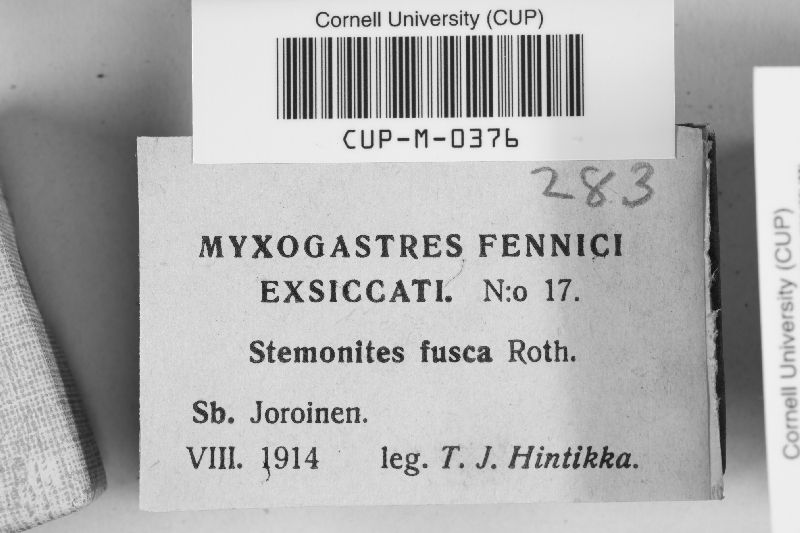 Cornell University (CUP)
CUP-M-0376
283
MYXOGASTRES FENNICI
EXSICCATI. N:o 17.
Stemonites fusca Roth.
Sb. Joroinen.
VIII. 1914 leg. T. J. Hintikka.
Cornell University (CUP)